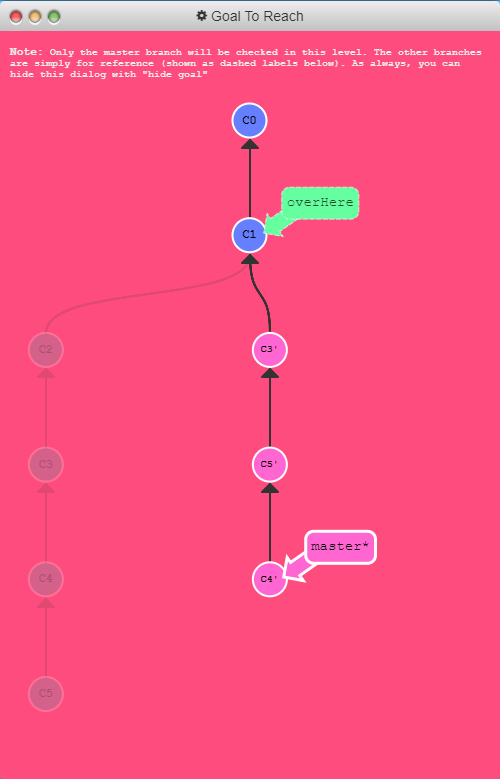 Goal To Reach
Note: Only the master branch will be checked in this level. The other branches
are simply for reference (shown as dashed labels below). As always, you can
hide this dialog with "hide goal"
C0
overHere
C1
C2
C3'
C3
C5'
master*
C4
C4'
C5